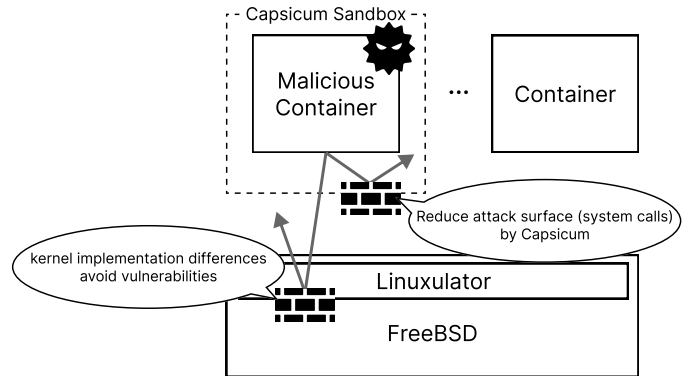 Capsicum Sandbox
Malicious
Container
...
Container
Reduce attack surface (system calls)
by Capsicum
kernel implementation differences
avoid vulnerabilities
Linuxulator
FreeBSD